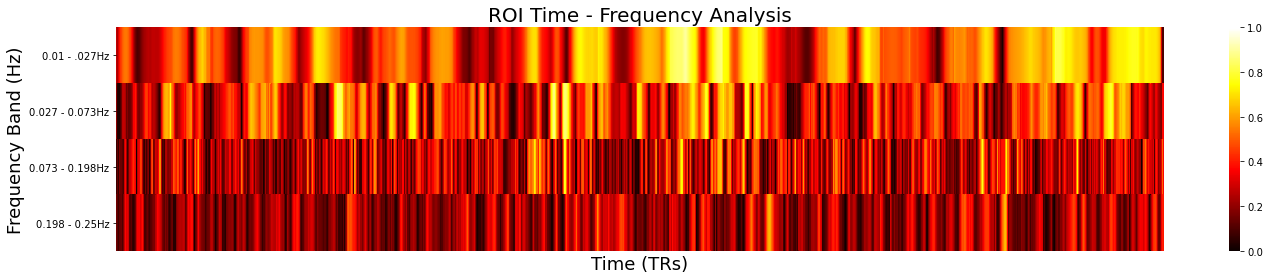 ROI Time - Frequency Analysis
Frequency Band (Hz)
0.01 - .027Hz
0.027 - 0.073Hz
0.073 - 0.198Hz
0.198 - 0.25Hz
Time (TRs)
1.0
0.8
0.6
0.4
0.2
0.0